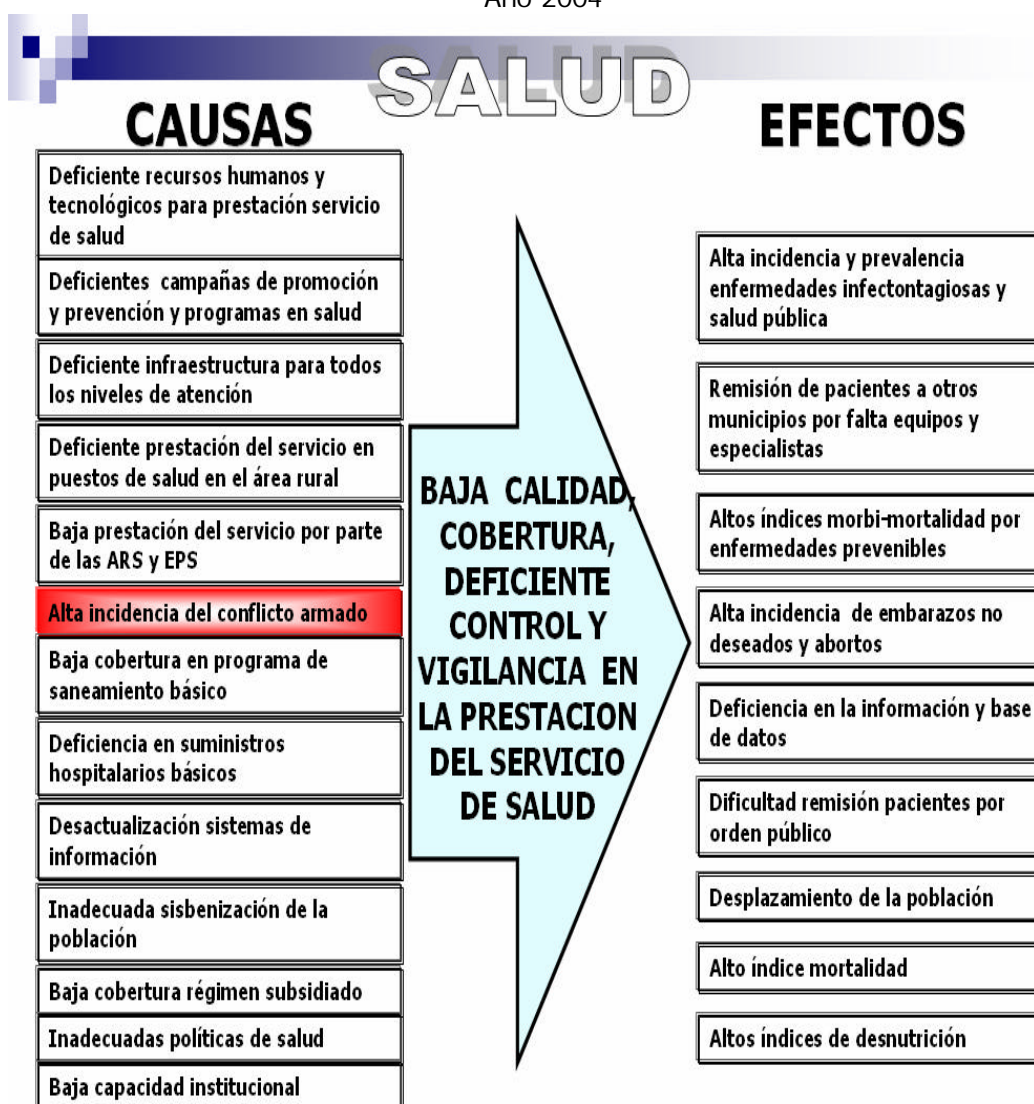 Año 2004
SALUD
CAUSAS
Deficiente recursos humanos y
tecnológicos para prestación servicio
de salud
Deficientes campañas de promoción
y prevención y programas en salud
Deficiente infraestructura para todos
los niveles de atención
Deficiente prestación del servicio en
puestos de salud en el área rural
Baja prestación del servicio por parte
de las ARS y EPS
Alta incidencia del conflicto armado
Baja cobertura en programa de
saneamiento básico
Deficiencia en suministros
hospitalarios básicos
Desactualización sistemas de
información
Inadecuada sisbenización de la
población
Baja cobertura régimen subsidiado
Inadecuadas políticas de salud
Baja capacidad institucional
BAJA CALIDAD,
COBERTURA,
DEFICIENTE
CONTROL Y
VIGILANCIA EN
LA PRESTACION
DEL SERVICIO
DE SALUD
EFECTOS
Alta incidencia y prevalencia
enfermedades infectontagiosas y
salud pública
Remisión de pacientes a otros
municipios por falta equipos y
especialistas
Altos índices morbi-mortalidad por
enfermedades prevenibles
Alta incidencia de embarazos no
deseados y abortos
Deficiencia en la información y base
de datos
Dificultad remisión pacientes por
orden público
Desplazamiento de la población
Alto índice mortalidad
Altos índices de desnutrición